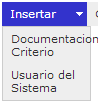 Insertar
Documentacion
Criterio
Usuario del
Sistema